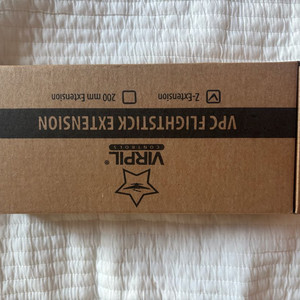 VIRPIL®
CONTROLS
VPC FLIGHTSTICK EXTENSION
Z-Extension
200 mm Extension